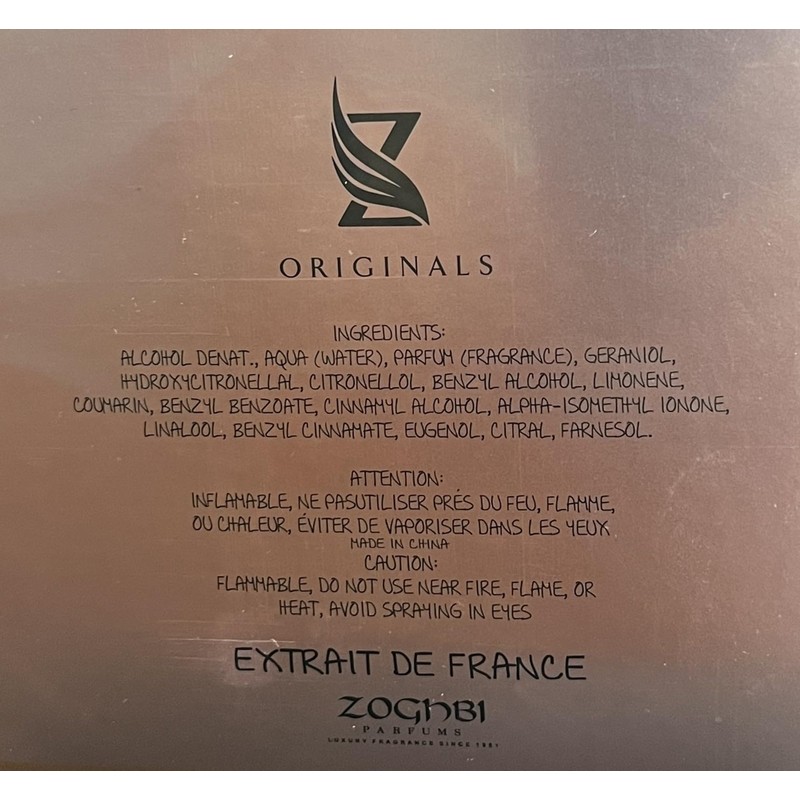 ORIGINALS
INGREDIENTS:
ALCOHOL DENAT., AQUA (WATER), PARFUM (FRAGRANCE), GERANIOL,
HYDROXYCITRONELLAL, CITRONELLOL, BENZYL ALCOHOL, LIMONENE,
COUMARIN, BENZYL BENZOATE, CINNAMYL ALCOHOL, ALPHA-ISOMETHYL IONONE,
LINALOOL, BENZYL CINNAMATE, EUGENOL, CITRAL, FARNESOL.
ATTENTION:
INFLAMABLE, NE PASUTILISER PRÉS DU FEU, FLAMME,
OU CHALEUR, ÉVITER DE VAPORISER DANS LES YEUX
MADE IN CHINA
CAUTION:
FLAMMABLE, DO NOT USE NEAR FIRE, FLAME, OR
HEAT, AVOID SPRAYING IN EYES
EXTRAIT DE FRANCE
ZOGHBI
PARFUMS
LUXURY FRAGRANCE SINCE